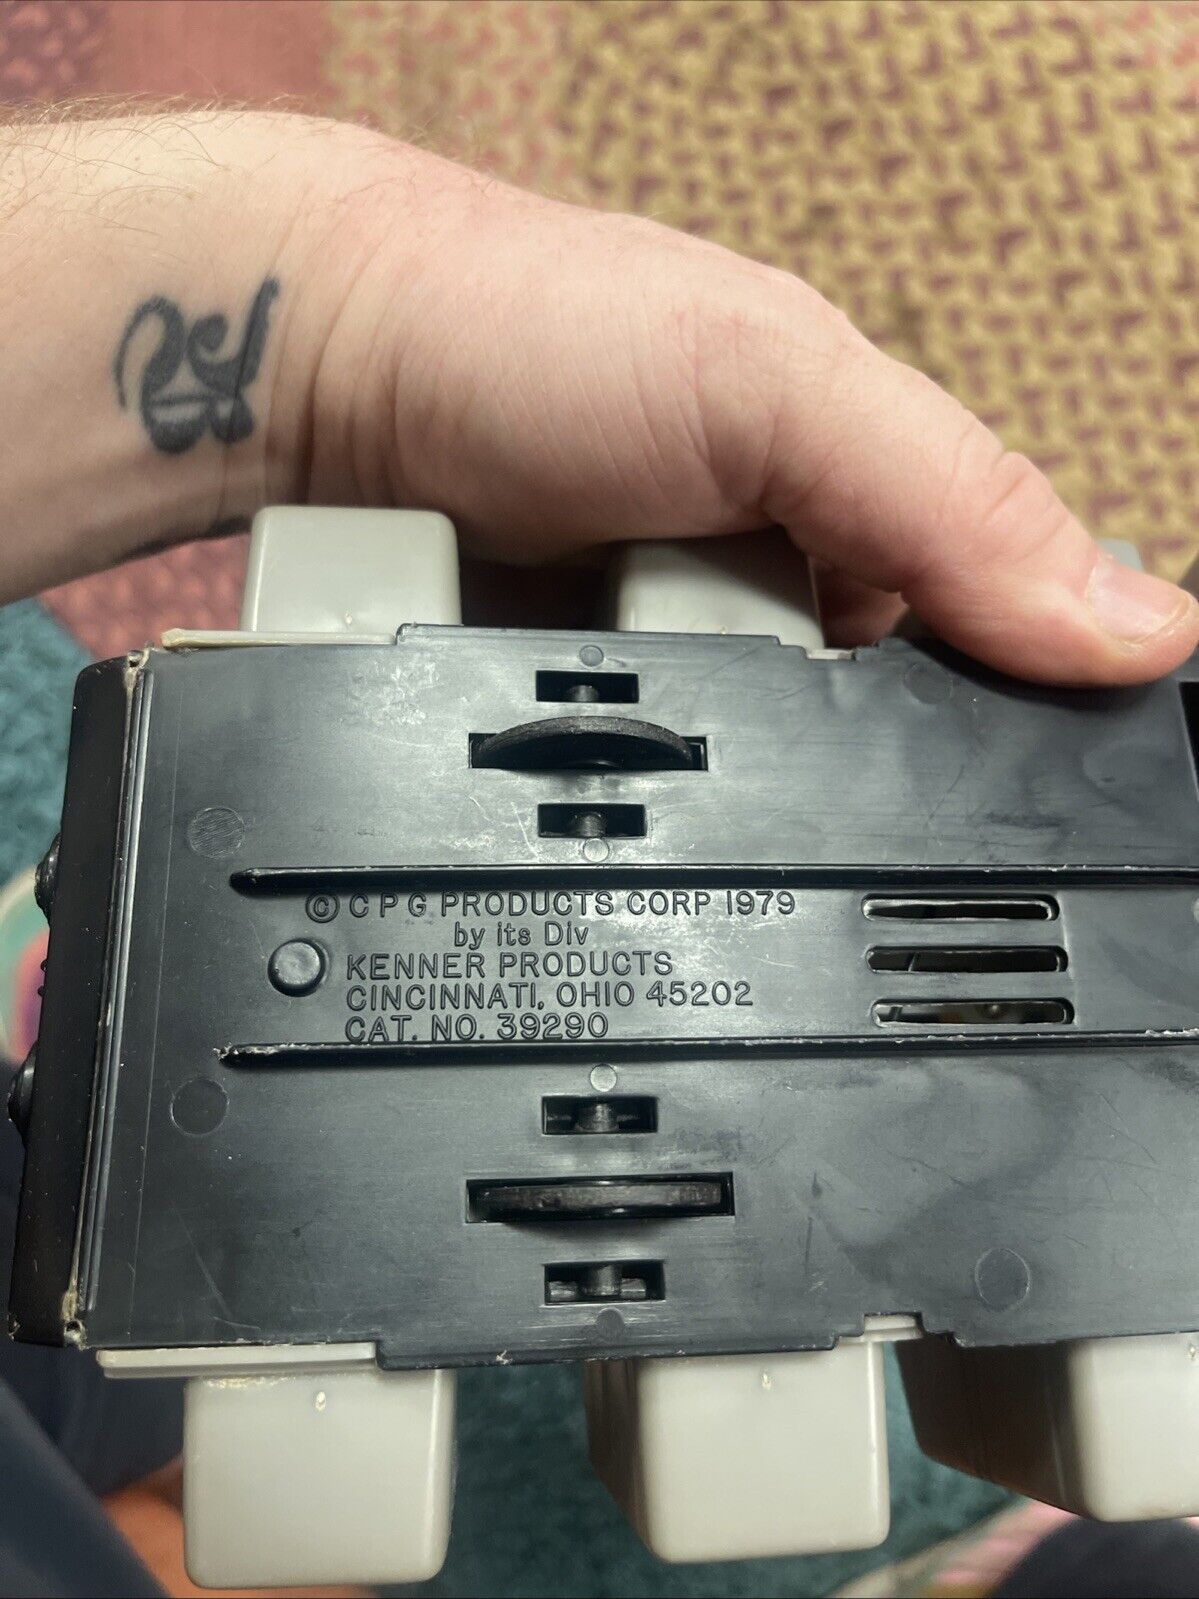 © C P G PRODUCTS CORP 1979
by its Div
KENNER PRODUCTS
CINCINNATI, OHIO 45202
CAT. NO. 39290